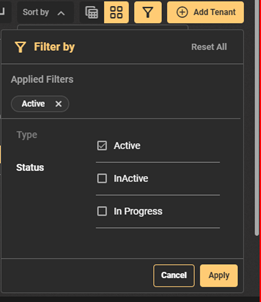 Sort by
Add Tenant
Filter by
Reset All
Applied Filters
Active
Type
Status
Active
InActive
In Progress
Cancel
Apply